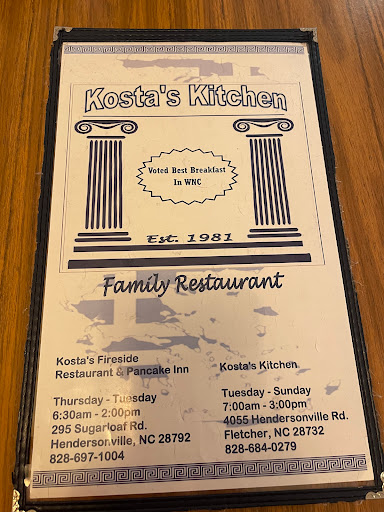 Kosta's Kitchen
Voted Best Breakfast
In WNC
Est. 1981
Family Restaurant
Kosta's Fireside
Restaurant & Pancake Inn
Thursday - Tuesday
6:30am - 2:00pm
295 Sugarloaf Rd.
Hendersonville, NC 28792
828-697-1004
Kosta's Kitchen
Tuesday - Sunday
7:00am - 3:00pm
4055 Hendersonville Rd.
Fletcher, NC 28732
828-684-0279